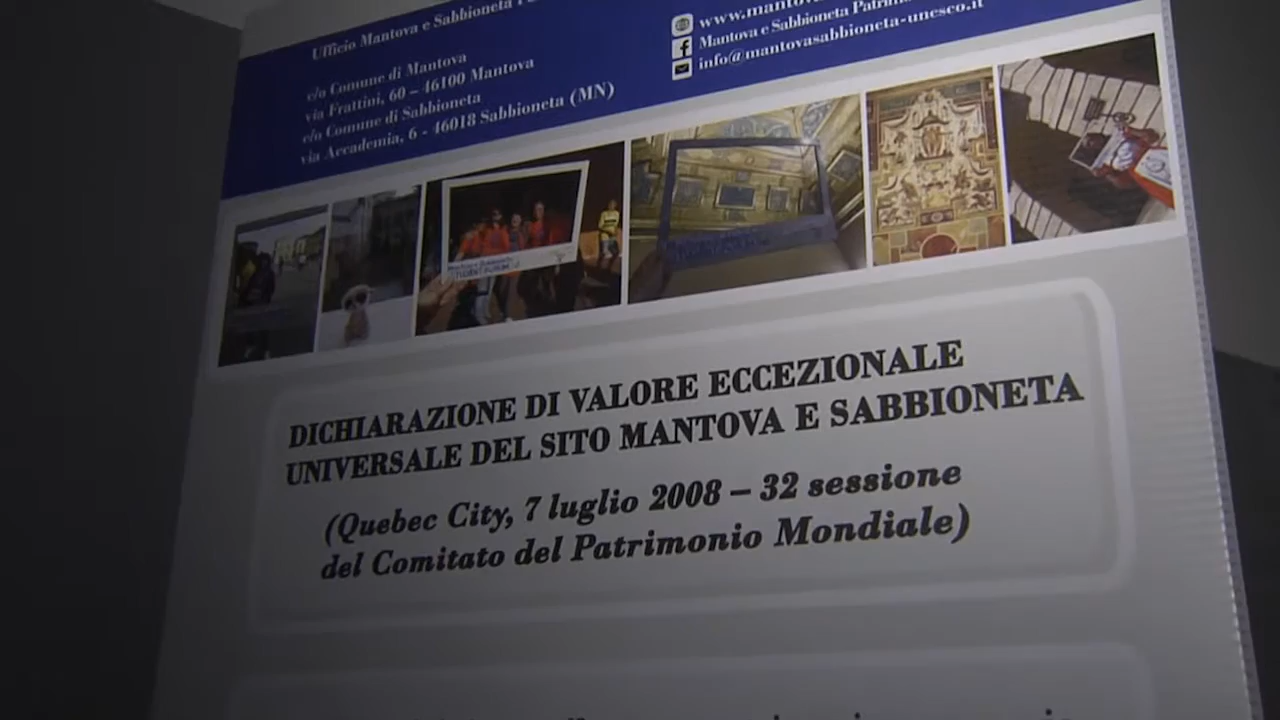 Ufficio Mantova e Sabbioneta
c/o Comune di Mantova
via Frattini, 60 – 46100 Mantova
c/o Comune di Sabbioneta
via Accademia, 6 - 46018 Sabbioneta (MN)
Mantova e Sabbioneta
info@mantovasabbioneta-unesco.it
DICHIARAZIONE DI VALORE ECCEZIONALE
UNIVERSALE DEL SITO MANTOVA E SABBIONETA
(Quebec City, 7 luglio 2008 – 32 sessione
del Comitato del Patrimonio Mondiale)